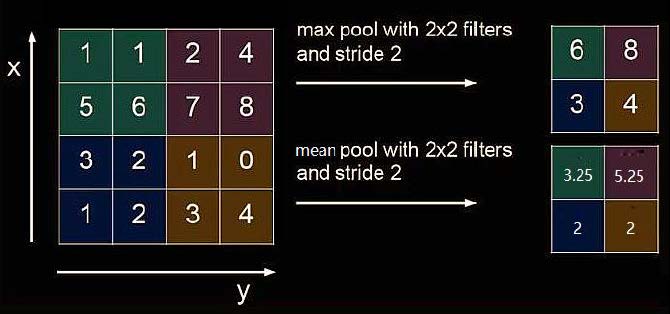 x
1 1 2 4
5 6 7 8
3 2 1 0
1 2 3 4
y
max pool with 2x2 filters
and stride 2
6 8
3 4
mean pool with 2x2 filters
and stride 2
3.25 5.25
2 2